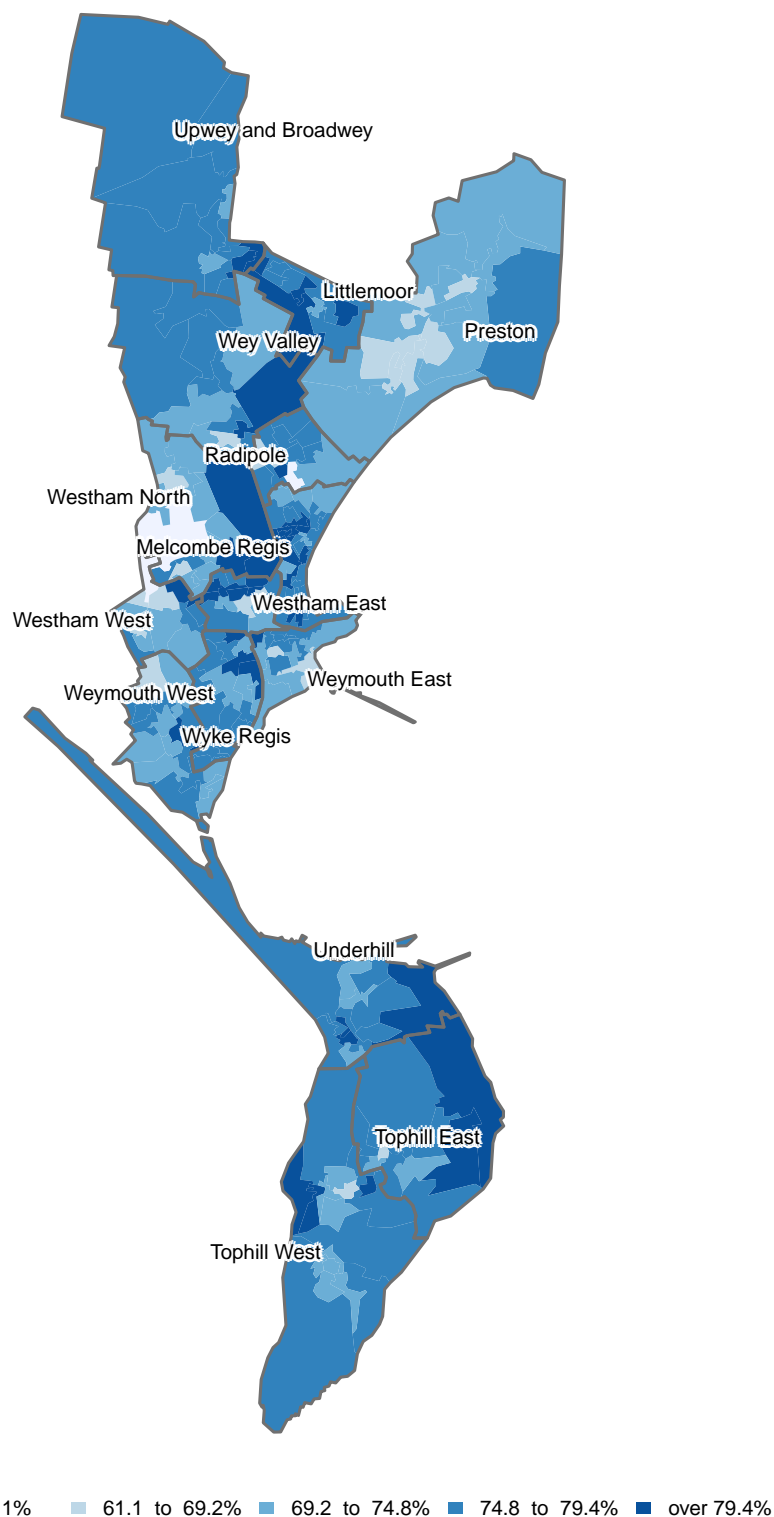 Upwey and Broadwey
Littlemoor
Preston
Wey Valley
Radipole
Westham North
Melcombe Regis
Westham East
Westham West
Weymouth East
Weymouth West
Wyke Regis
Underhill
Tophill East
Tophill West
1% 61.1 to 69.2% 69.2 to 74.8% 74.8 to 79.4% over 79.4%